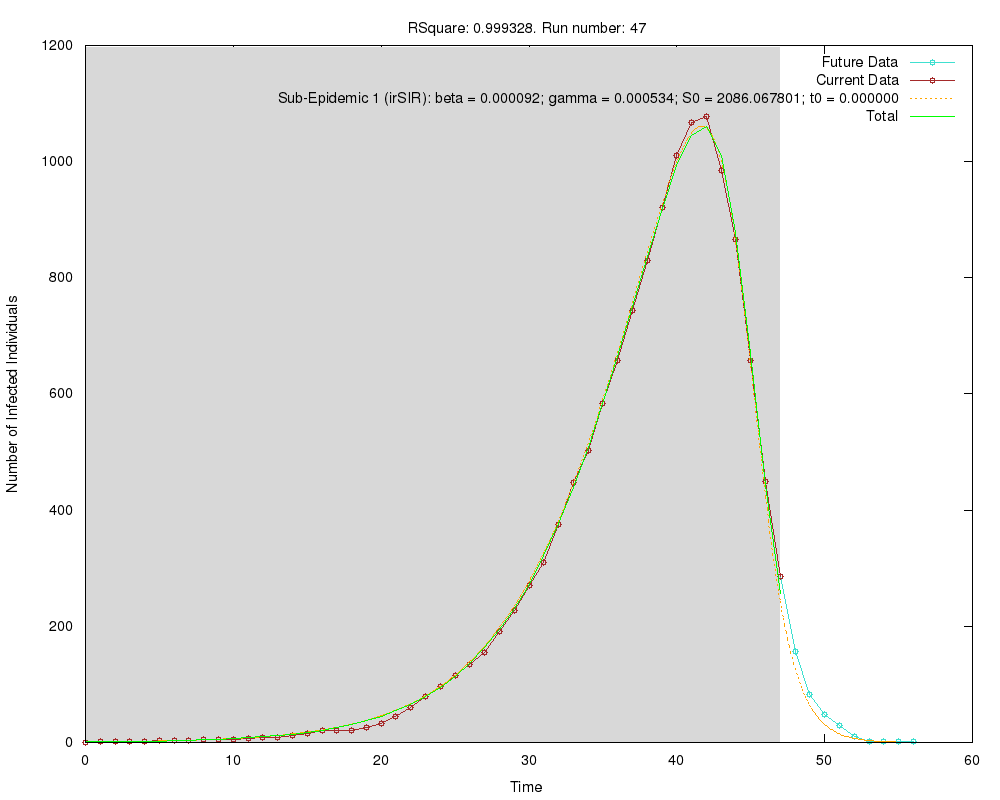 RSquare: 0.999328. Run number: 47
1200
1000
800
600
400
200
0
Number of Infected Individuals
Future Data
Current Data
Sub-Epidemic 1 (irSIR): beta = 0.000092; gamma = 0.000534; S0 = 2086.067801; t0 = 0.000000
Total
0 10 20 30 40 50 60
Time